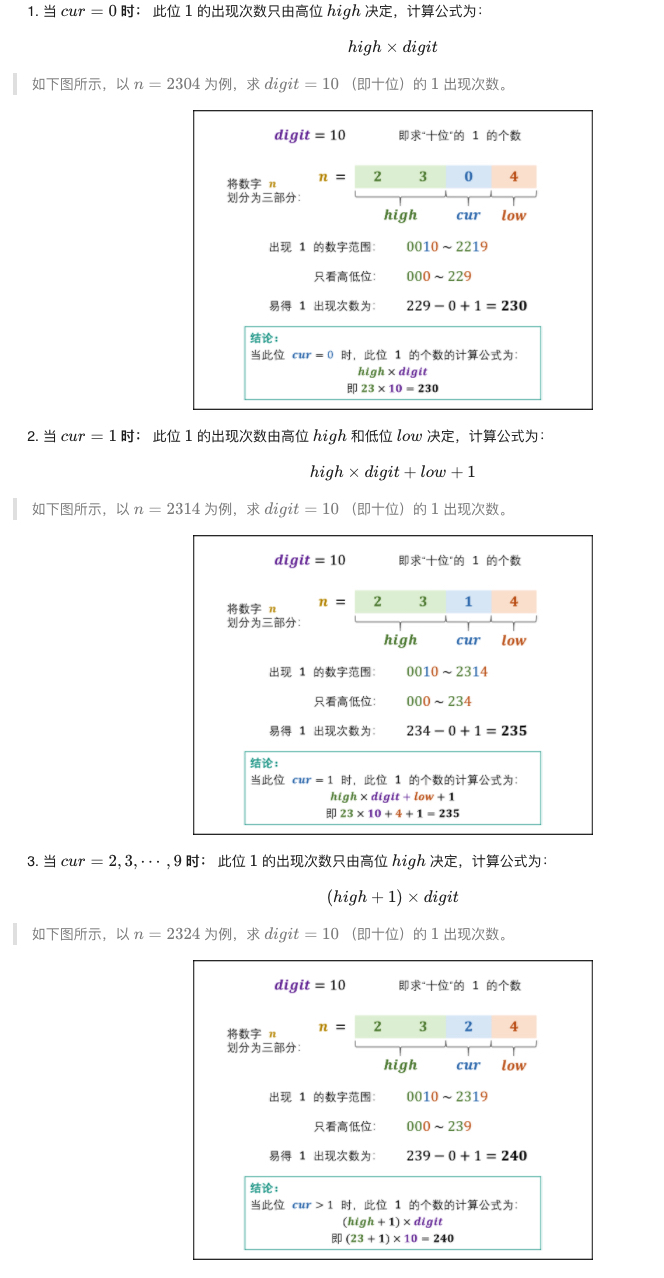 1. 当 cur = 0 时： 此位 1 的出现次数只由高位 high 决定，计算公式为：
high × digit
如下图所示，以 n = 2304 为例，求 digit = 10 （即十位）的 1 出现次数。
digit = 10 即求“十位”的 1 的个数
将数字 n 划分为三部分： n = 2 3 0 4
high cur low
出现 1 的数字范围： 0010 ~ 2219
只看高低位： 000 ~ 229
易得 1 出现次数为： 229 − 0 + 1 = 230
结论：
当此位 cur = 0 时，此位 1 的个数的计算公式为：
high × digit
即 23 × 10 = 230
2. 当 cur = 1 时： 此位 1 的出现次数由高位 high 和低位 low 决定，计算公式为：
high × digit + low + 1
如下图所示，以 n = 2314 为例，求 digit = 10 （即十位）的 1 出现次数。
digit = 10 即求“十位”的 1 的个数
将数字 n 划分为三部分： n = 2 3 1 4
high cur low
出现 1 的数字范围： 0010 ~ 2314
只看高低位： 000 ~ 234
易得 1 出现次数为： 234 − 0 + 1 = 235
结论：
当此位 cur = 1 时，此位 1 的个数的计算公式为：
high × digit + low + 1
即 23 × 10 + 4 + 1 = 235
3. 当 cur = 2, 3, ⋯ , 9 时： 此位 1 的出现次数只由高位 high 决定，计算公式为：
(high + 1) × digit
如下图所示，以 n = 2324 为例，求 digit = 10 （即十位）的 1 出现次数。
digit = 10 即求“十位”的 1 的个数
将数字 n 划分为三部分： n = 2 3 2 4
high cur low
出现 1 的数字范围： 0010 ~ 2319
只看高低位： 000 ~ 239
易得 1 出现次数为： 239 − 0 + 1 = 240
结论：
当此位 cur > 1 时，此位 1 的个数的计算公式为：
(high + 1) × digit
即 (23 + 1) × 10 = 240